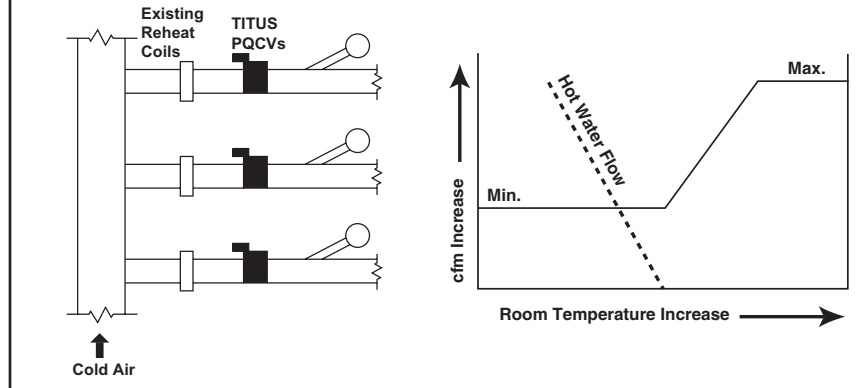 Existing
Reheat
Coils
TITUS
PQCVs
Cold Air
Max.
Hot Water Flow
Min.
cfm Increase
Room Temperature Increase